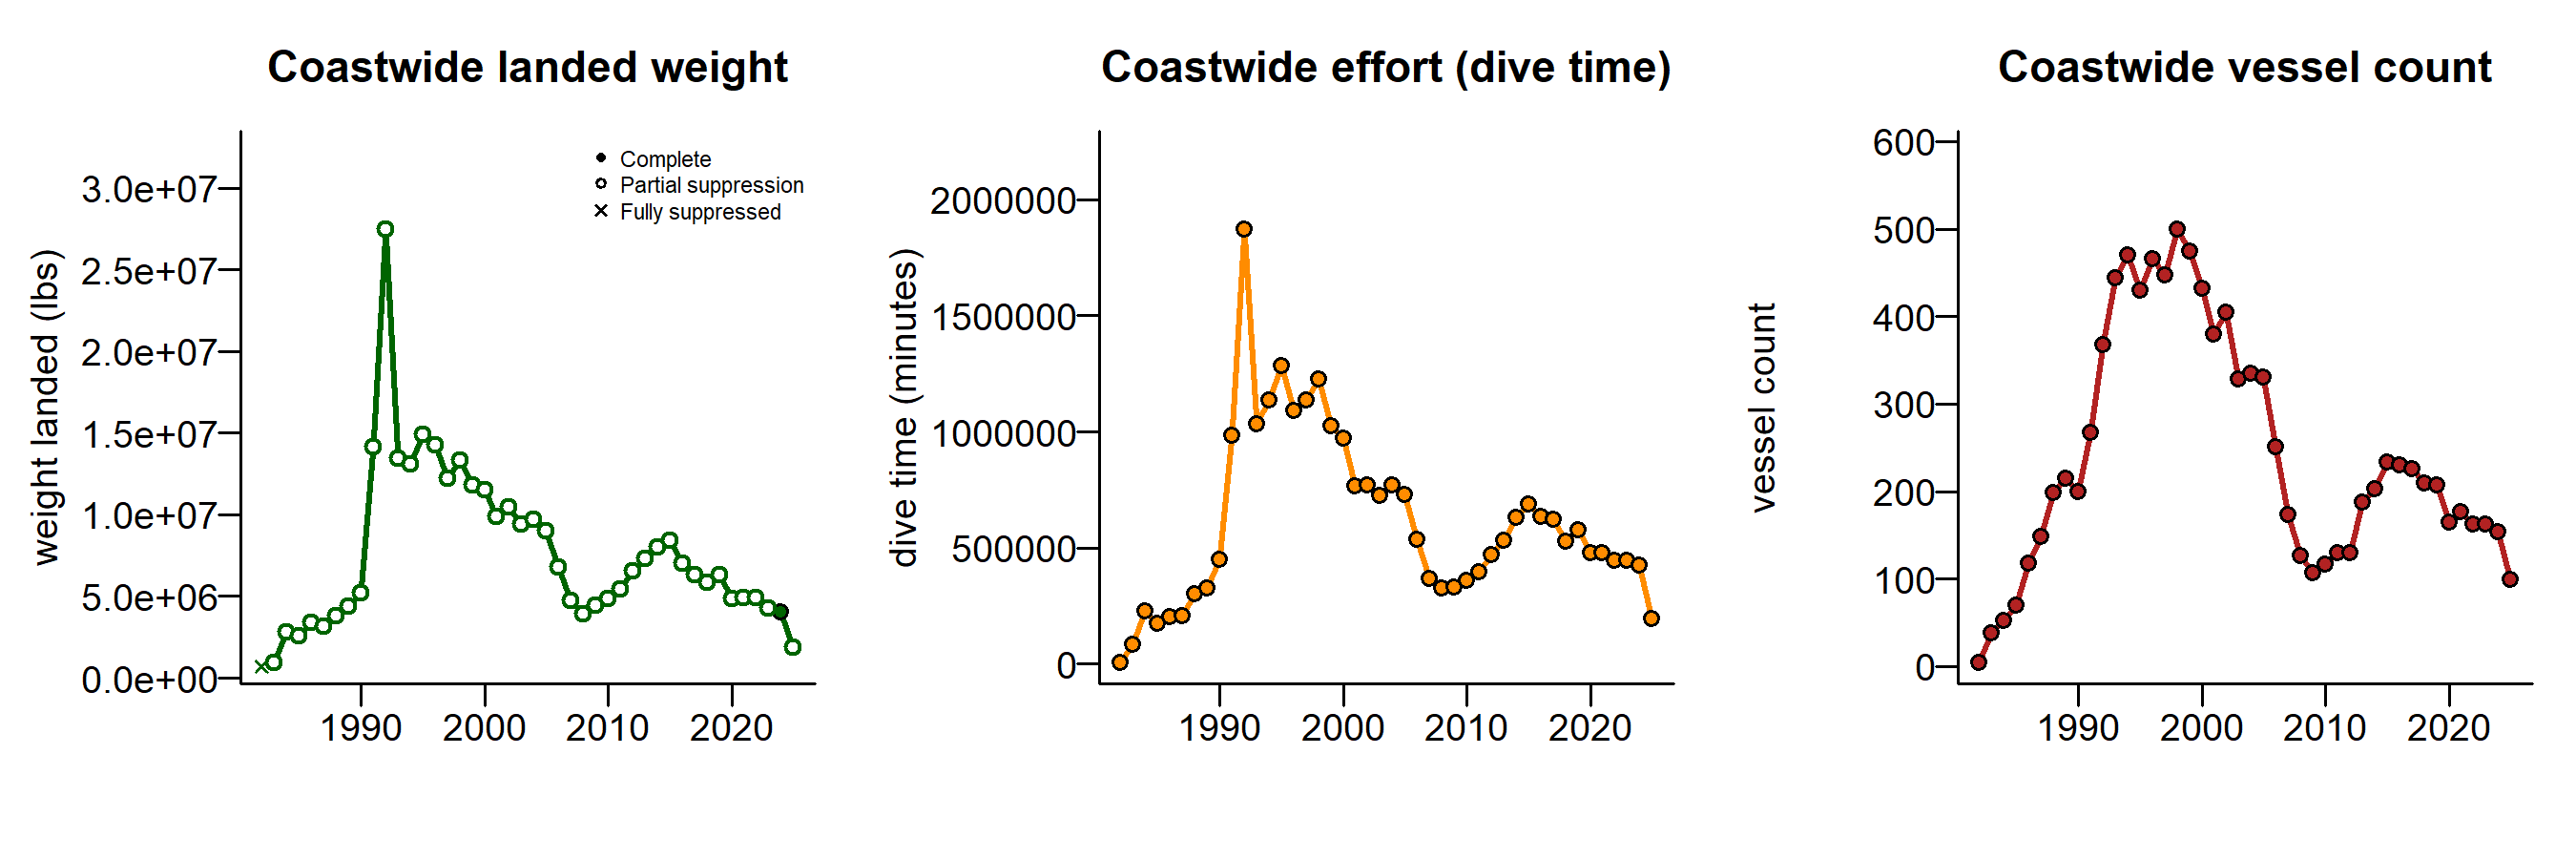 Coastwide landed weight
weight landed (lbs)
3.0e+07
2.5e+07
2.0e+07
1.5e+07
1.0e+07
5.0e+06
0.0e+00
Complete
Partial suppression
Fully suppressed
1990 2000 2010 2020
Coastwide effort (dive time)
dive time (minutes)
2000000
1500000
1000000
500000
0
1990 2000 2010 2020
Coastwide vessel count
vessel count
600
500
400
300
200
100
0
1990 2000 2010 2020